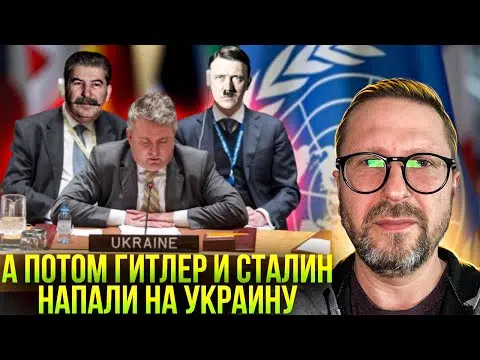 UKRAINE
А ПОТОМ ГИТЛЕР И СТАЛИН
НАПАЛИ НА УКРАИНУ